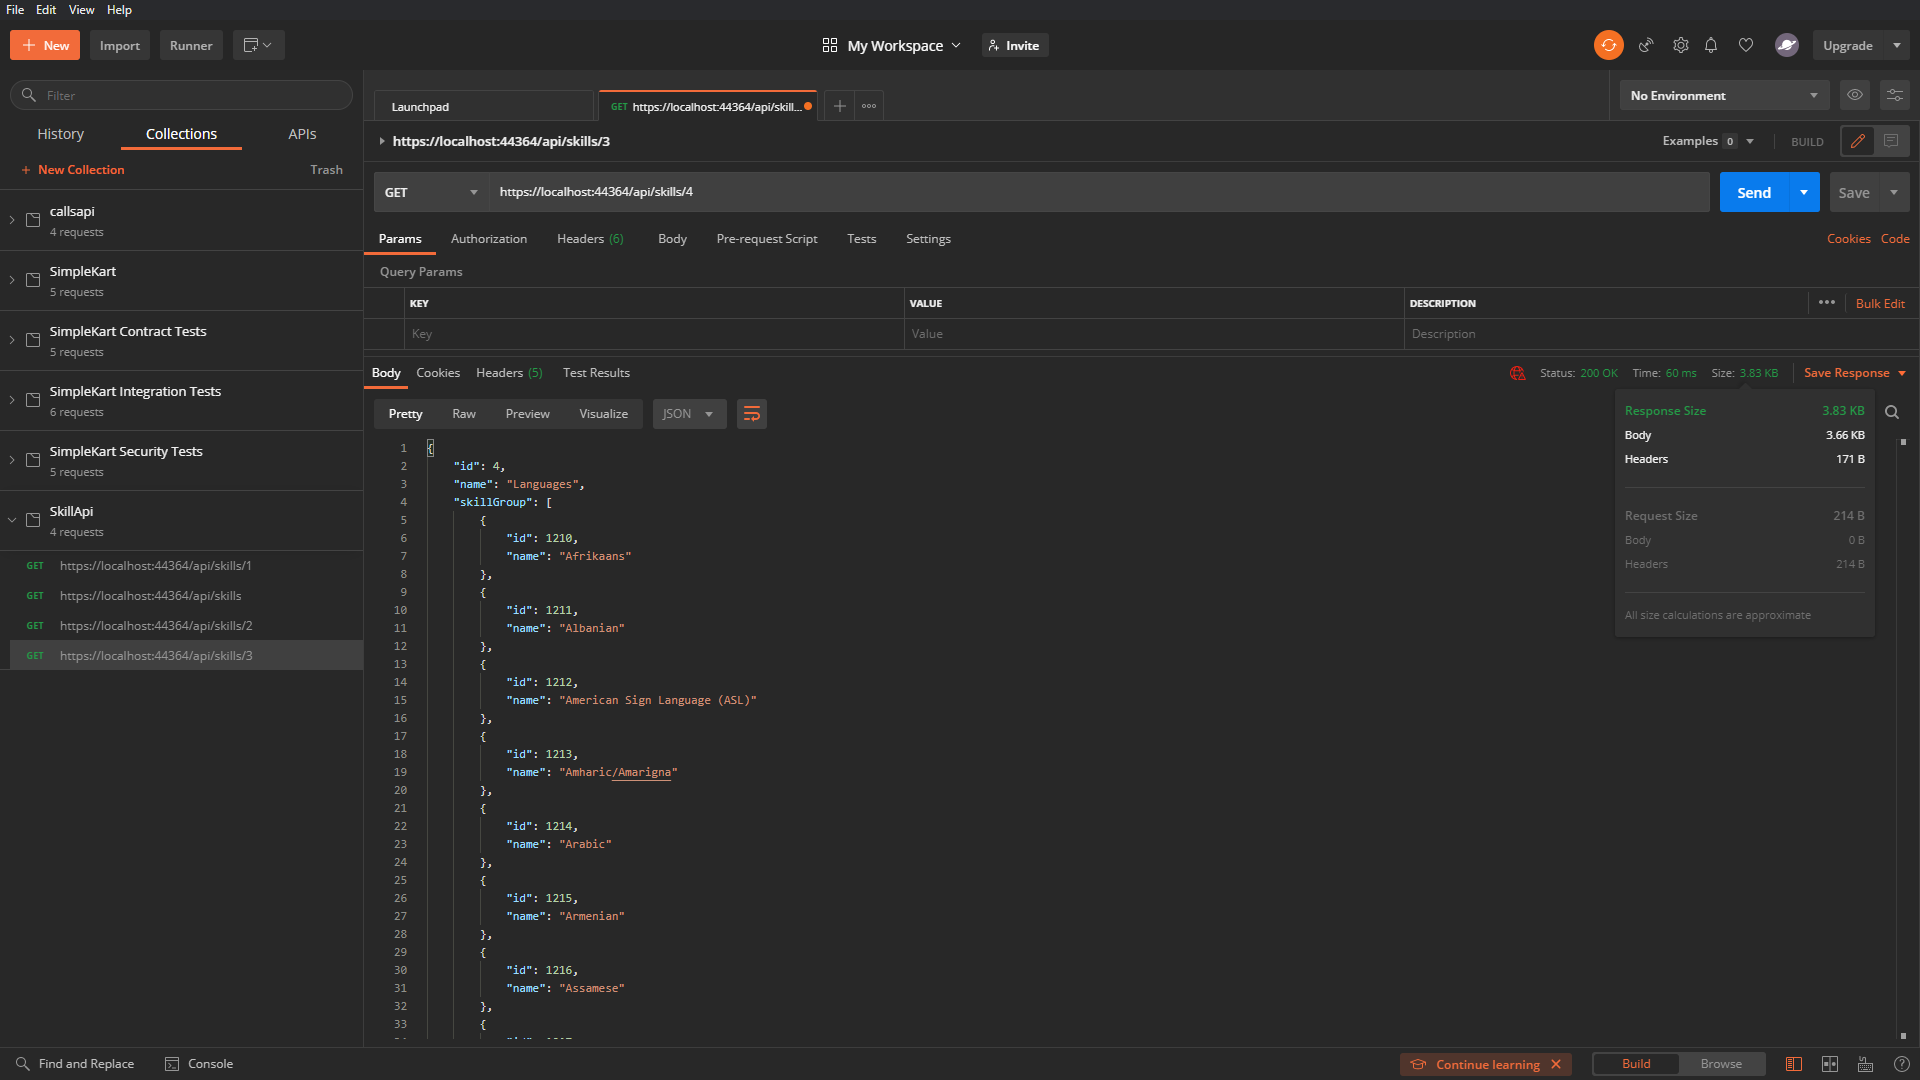 File Edit View Help
New Import Runner My Workspace Invite Upgrade
Filter
History Collections APIs
New Collection Trash
callsapi
4 requests
SimpleKart
5 requests
SimpleKart Contract Tests
5 requests
SimpleKart Integration Tests
6 requests
SimpleKart Security Tests
5 requests
SkillApi
4 requests
GET https://localhost:44364/api/skills/1
GET https://localhost:44364/api/skills
GET https://localhost:44364/api/skills/2
GET https://localhost:44364/api/skills/3
Launchpad GET https://localhost:44364/api/skill... No Environment
https://localhost:44364/api/skills/3 Examples 0 BUILD
GET https://localhost:44364/api/skills/4 Send Save
Params Authorization Headers (6) Body Pre-request Script Tests Settings Cookies Code
Query Params
KEY VALUE DESCRIPTION Bulk Edit
Key Value Description
Body Cookies Headers (5) Test Results Status: 200 OK Time: 60 ms Size: 3.83 KB Save Response
Pretty Raw Preview Visualize JSON
Response Size 3.83 KB
Body 3.66 KB
Headers 171 B
Request Size 214 B
Body 0 B
Headers 214 B
All size calculations are approximate
1 {
2 "id": 4,
3 "name": "Languages",
4 "skillGroup": [
5 {
6 "id": 1210,
7 "name": "Afrikaans"
8 },
9 {
10 "id": 1211,
11 "name": "Albanian"
12 },
13 {
14 "id": 1212,
15 "name": "American Sign Language (ASL)"
16 },
17 {
18 "id": 1213,
19 "name": "Amharic/Amarigna"
20 },
21 {
22 "id": 1214,
23 "name": "Arabic"
24 },
25 {
26 "id": 1215,
27 "name": "Armenian"
28 },
29 {
30 "id": 1216,
31 "name": "Assamese"
32 },
33 {
Find and Replace Console Continue learning Build Browse